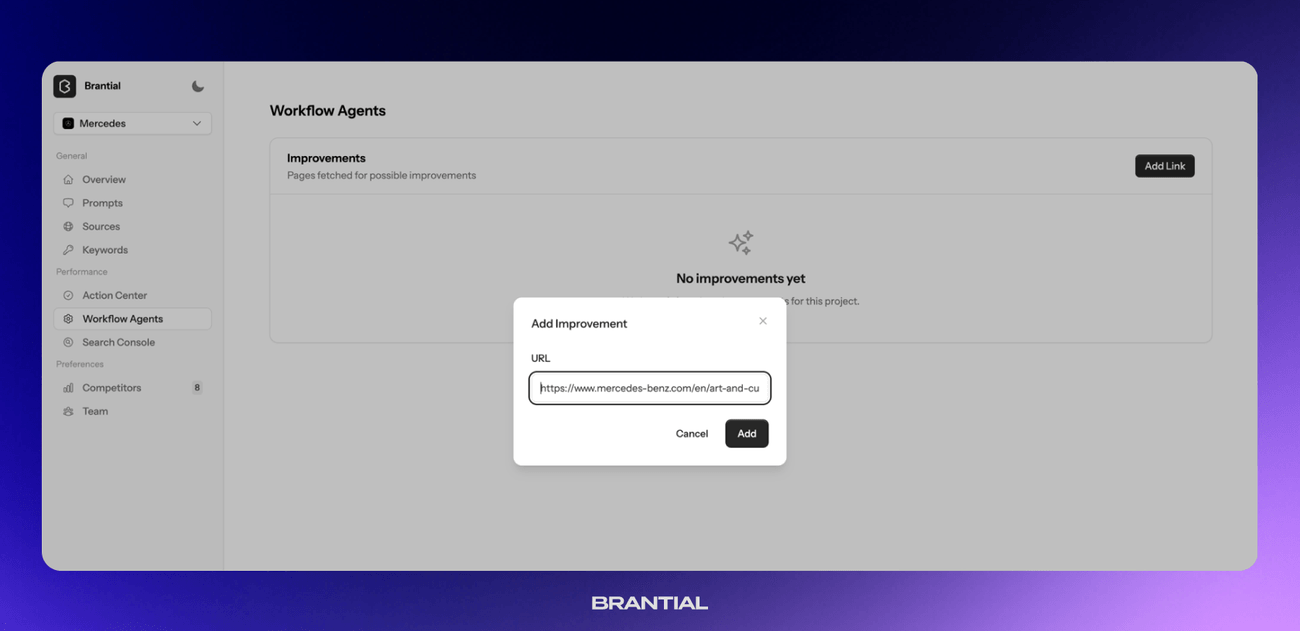 Brantial
Mercedes
General
Overview
Prompts
Sources
Keywords
Performance
Action Center
Workflow Agents
Search Console
Preferences
Competitors 8
Team
Workflow Agents
Improvements
Pages fetched for possible improvements
Add Link
No improvements yet
for this project.
Add Improvement
URL
https://www.mercedes-benz.com/en/art-and-cu
Cancel Add
BRANTIAL